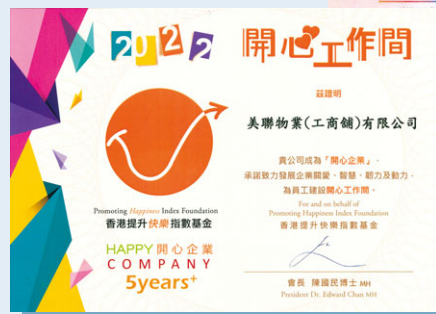 2022
開心工作間
茲證明
美聯物業(工商舖)有限公司
貴公司成為「開心企業」，
承諾致力發展企業關愛、智慧、韌力及動力，
為員工建設開心工作間。
For and on behalf of
Promoting Happiness Index Foundation
香港提升快樂指數基金
會長 陳國民博士 MH
President Dr. Edward Chan MH
Promoting Happiness Index Foundation
香港提升快樂指數基金
HAPPY 開心企業
COMPANY
5years+